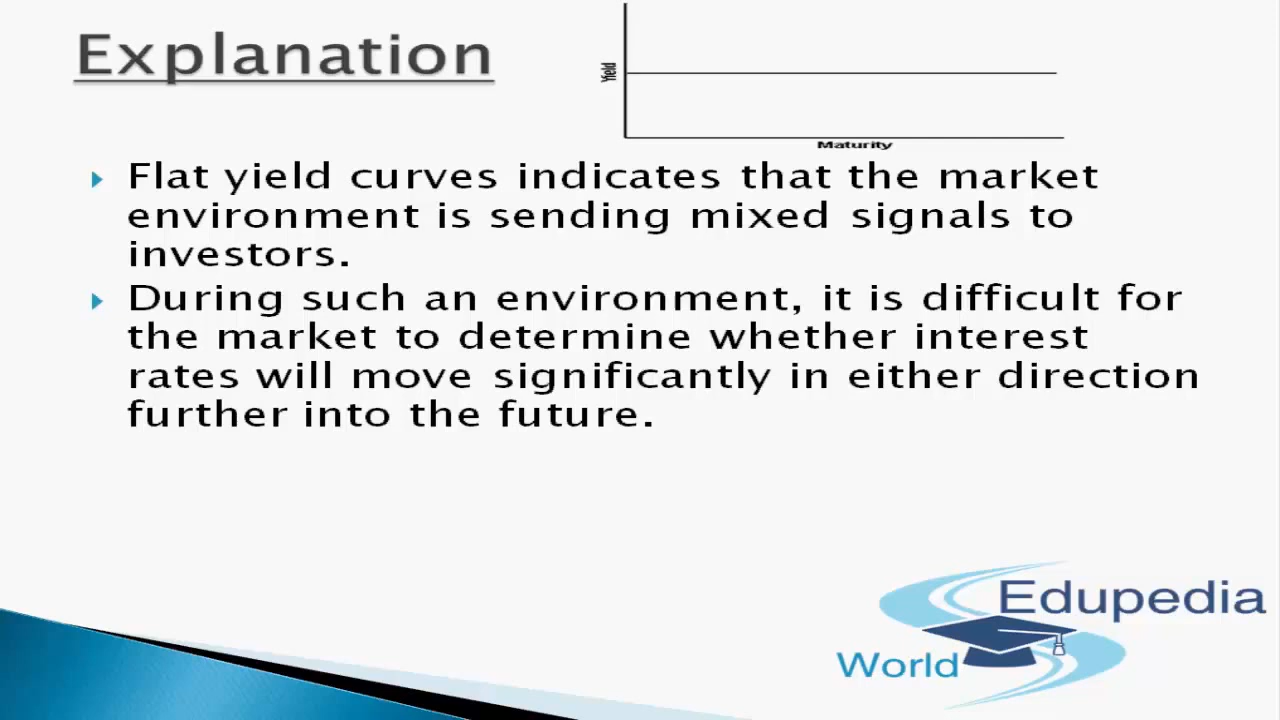 Explanation
Yield
Maturity
Flat yield curves indicates that the market
environment is sending mixed signals to
investors.
During such an environment, it is difficult for
the market to determine whether interest
rates will move significantly in either direction
further into the future.
Edupedia
World